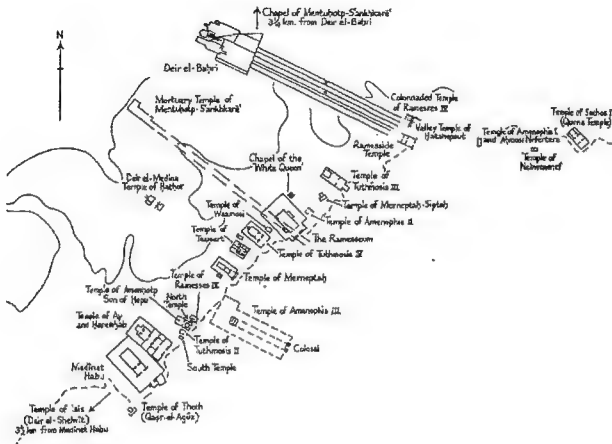 Chapel of Mentuhotp-S'ankhkarē'
3½ km. from Deir el-Bahri
N
Deir el-Bahri
Mortuary Temple of
Mentuhotp-S'ankhkarē'
Colonnaded Temple
of Ramesses IV
Valley Temple of
Hatshepsut
Ramesside
Temple
Temple of Sethos I
(Qurna Temple)
Temple of Amenophis I
and Ahmosi Nefertere
Temple of
Nebwenenef
Chapel of the
'White Queen'
Temple of
Tuthmosis III
Deir el-Medina
Temple of Hathor
Temple of Merneptah-Siptah
Temple of
Wazmosi
Temple of Amenophis II
Temple of
Tausert
The Ramesseum
Temple of Tuthmosis IV
Temple of
Ramesses IV
Temple of Merneptah
Temple of Amenhotp
Son of Hapu
North
Temple
Temple of Amenophis III
Temple of Ay
and Haremhab
Temple of
Tuthmosis II
Colossi
South Temple
Medinet
Habu
Temple of Isis
(Deir el-Shelwit)
3½ km from Medinet Habu
Temple of Thoth
(Qasr el-Agûz)